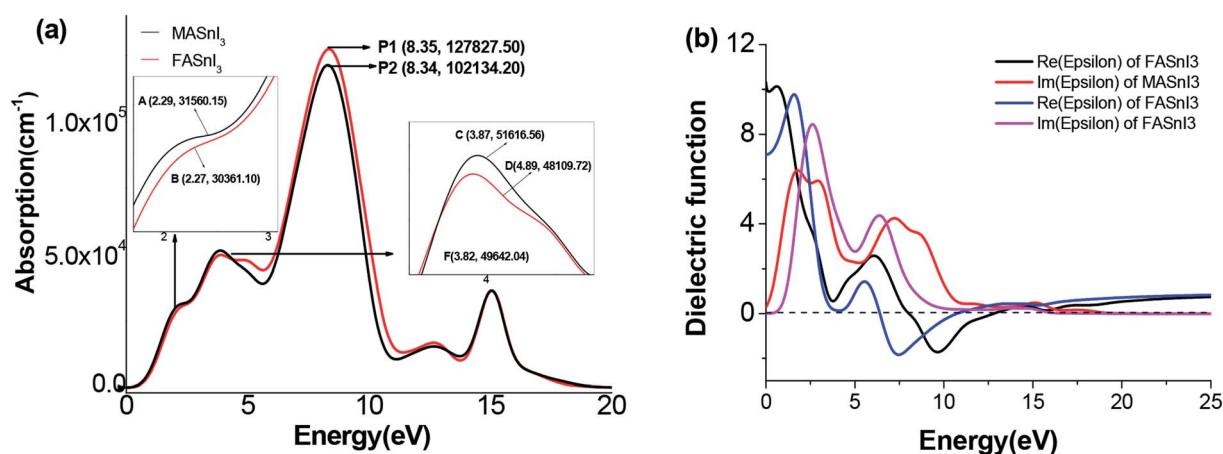 (a)
MASnI₃
FASnI₃
P1 (8.35, 127827.50)
P2 (8.34, 102134.20)
A (2.29, 31560.15)
B (2.27, 30361.10)
2
3
C (3.87, 51616.56)
D(4.89, 48109.72)
F(3.82, 49642.04)
4
Absorption(cm⁻¹)
1.0x10⁵
5.0x10⁴
0.0
0
5
10
15
20
Energy(eV)
(b)
Re(Epsilon) of FASnI3
Im(Epsilon) of MASnI3
Re(Epsilon) of FASnI3
Im(Epsilon) of FASnI3
Dielectric function
12
8
4
0
0
5
10
15
20
25
Energy(eV)